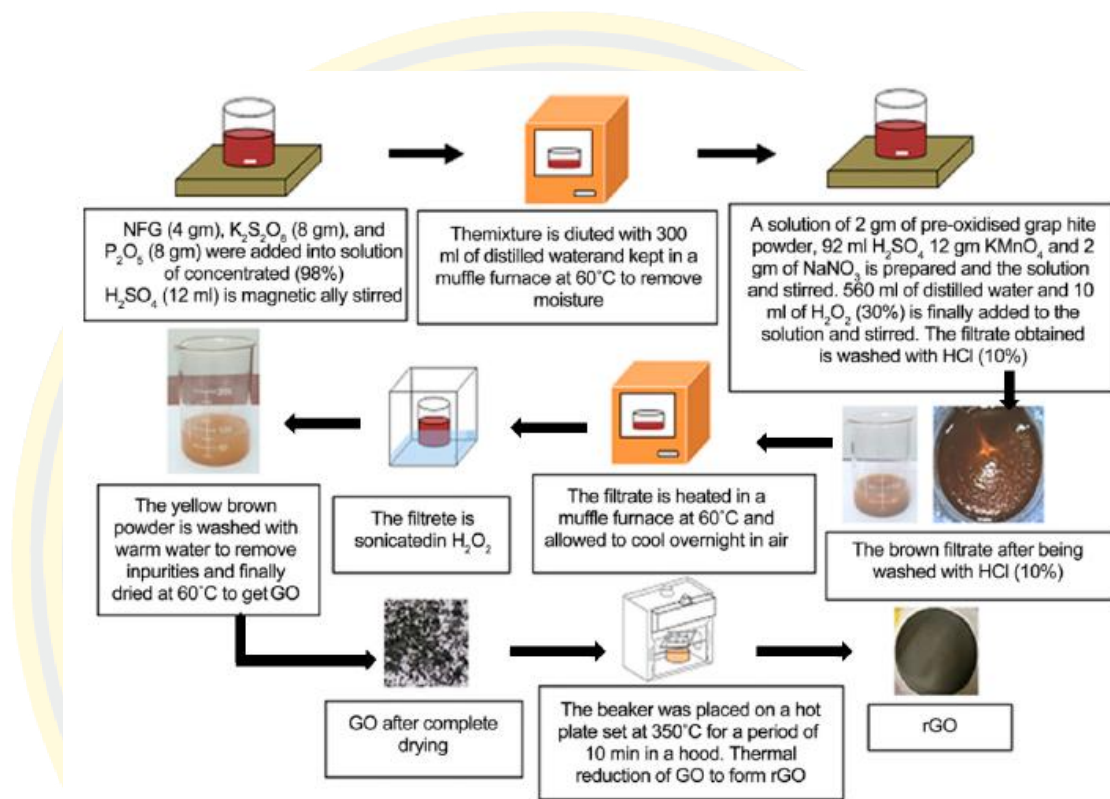 NFG (4 gm), K₂S₂O₈ (8 gm), and
P₂O₅ (8 gm) were added into solution
of concentrated (98%)
H₂SO₄ (12 ml) is magnetic ally stirred
Themixture is diluted with 300
ml of distilled waterand kept in a
muffle furnace at 60°C to remove
moisture
A solution of 2 gm of pre-oxidised grap hite
powder, 92 ml H₂SO₄ 12 gm KMnO₄ and 2
gm of NaNO₃ is prepared and the solution
and stirred. 560 ml of distilled water and 10
ml of H₂O₂ (30%) is finally added to the
solution and stirred. The filtrate obtained
is washed with HCl (10%)
The brown filtrate after being
washed with HCl (10%)
The filtrate is heated in a
muffle furnace at 60°C and
allowed to cool overnight in air
The filtrete is
sonicatedin H₂O₂
The yellow brown
powder is washed with
warm water to remove
inpurities and finally
dried at 60°C to get GO
GO after complete
drying
The beaker was placed on a hot
plate set at 350°C for a period of
10 min in a hood. Thermal
reduction of GO to form rGO
rGO